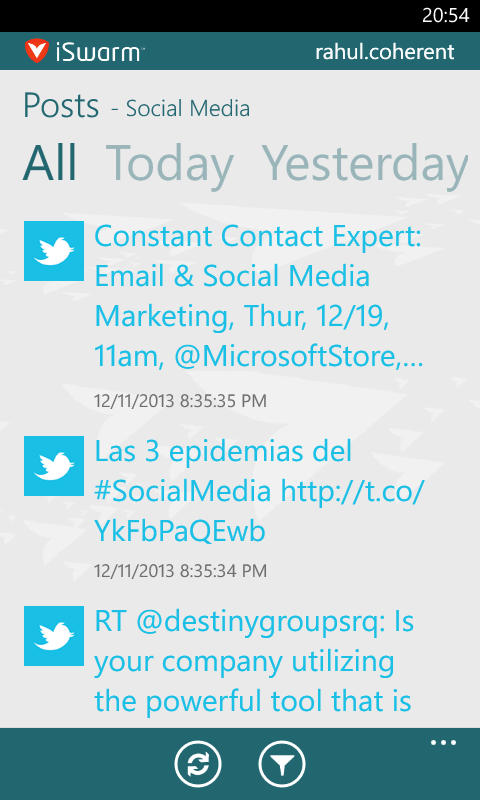 20:54
iSwarm™ rahul.coherent
Posts - Social Media
All Today Yesterday
Constant Contact Expert:
Email & Social Media
Marketing, Thur, 12/19,
11am, @MicrosoftStore,...
12/11/2013 8:35:35 PM
Las 3 epidemias del
#SocialMedia http://t.co/
YkFbPaQEwb
12/11/2013 8:35:34 PM
RT @destinygroupsrq: Is
your company utilizing
the powerful tool that is